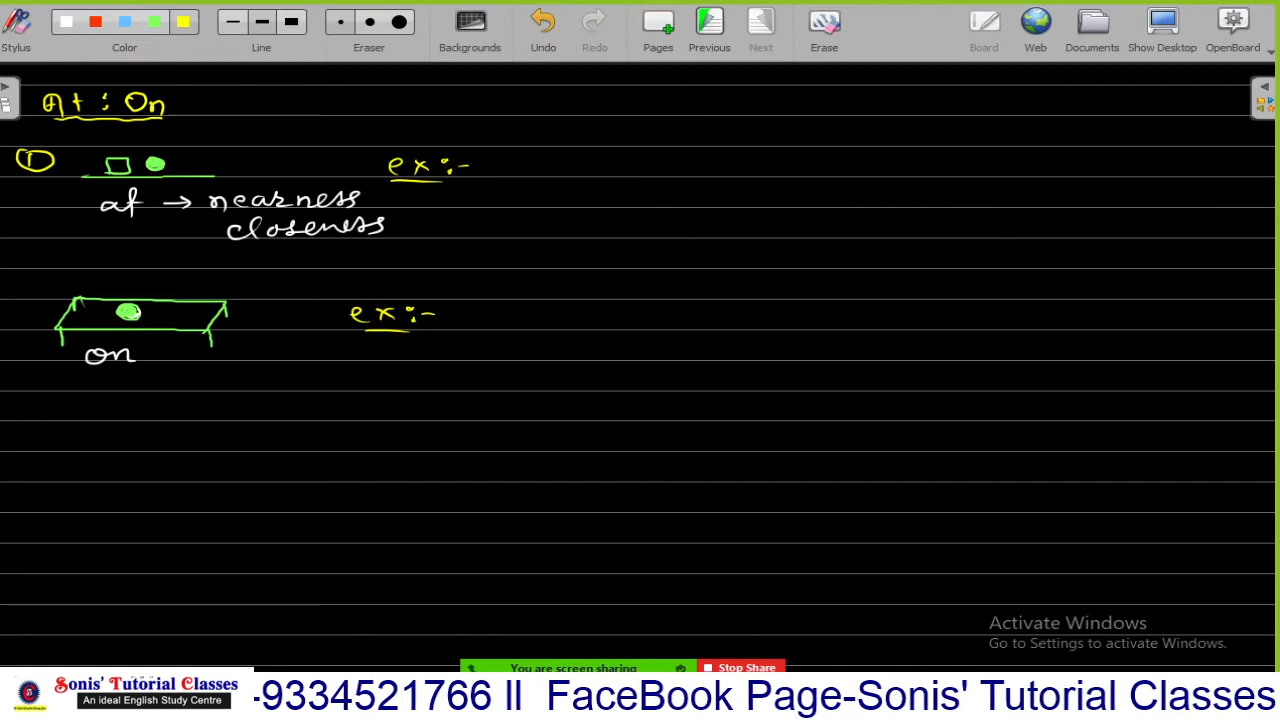 Stylus
Color
Line
Eraser
Backgrounds
Undo
Redo
Pages
Previous
Next
Erase
Board
Web
Documents
Show Desktop
OpenBoard
At : On
① ex :-
at → nearness
closeness
ex :-
on
Activate Windows
Go to Settings to activate Windows.
You are screen sharing
Stop Share
Sonis' Tutorial Classes
An ideal English Study Centre
-9334521766 ll FaceBook Page-Sonis' Tutorial Classes